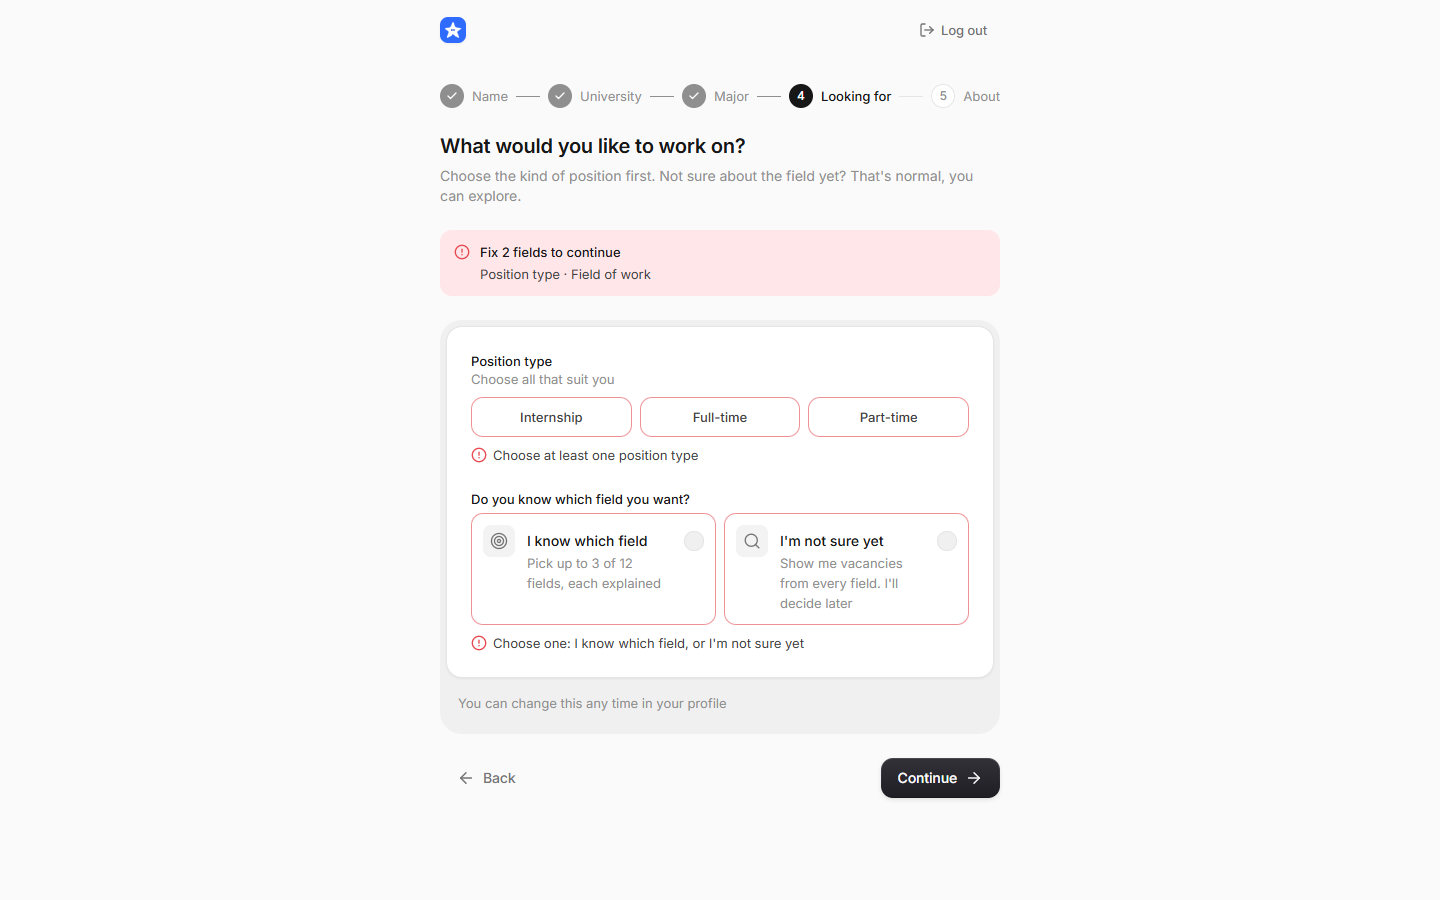 Log out
Name
University
Major
4 Looking for
5 About
What would you like to work on?
Choose the kind of position first. Not sure about the field yet? That's normal, you
can explore.
Fix 2 fields to continue
Position type · Field of work
Position type
Choose all that suit you
Internship
Full-time
Part-time
Choose at least one position type
Do you know which field you want?
I know which field
Pick up to 3 of 12
fields, each explained
I'm not sure yet
Show me vacancies
from every field. I'll
decide later
Choose one: I know which field, or I'm not sure yet
You can change this any time in your profile
Back
Continue